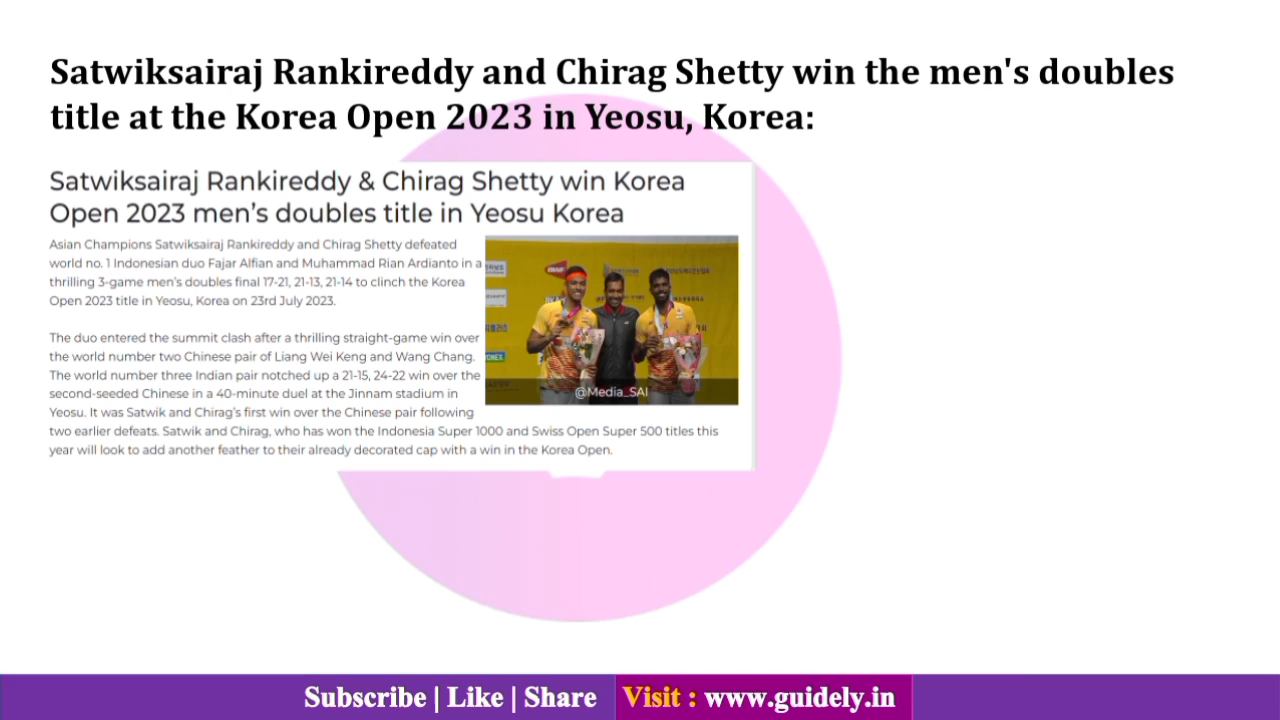 Satwiksairaj Rankireddy and Chirag Shetty win the men's doubles
title at the Korea Open 2023 in Yeosu, Korea:
Satwiksairaj Rankireddy & Chirag Shetty win Korea
Open 2023 men’s doubles title in Yeosu Korea
Asian Champions Satwiksairaj Rankireddy and Chirag Shetty defeated
world no. 1 Indonesian duo Fajar Alfian and Muhammad Rian Ardianto in a
thrilling 3-game men’s doubles final 17-21, 21-13, 21-14 to clinch the Korea
Open 2023 title in Yeosu, Korea on 23rd July 2023.
The duo entered the summit clash after a thrilling straight-game win over
the world number two Chinese pair of Liang Wei Keng and Wang Chang.
The world number three Indian pair notched up a 21-15, 24-22 win over the
second-seeded Chinese in a 40-minute duel at the Jinnam stadium in
Yeosu. It was Satwik and Chirag’s first win over the Chinese pair following
two earlier defeats. Satwik and Chirag, who has won the Indonesia Super 1000 and Swiss Open Super 500 titles this
year will look to add another feather to their already decorated cap with a win in the Korea Open.
YONEX
@Media_SAI
Subscribe | Like | Share
Visit : www.guidely.in